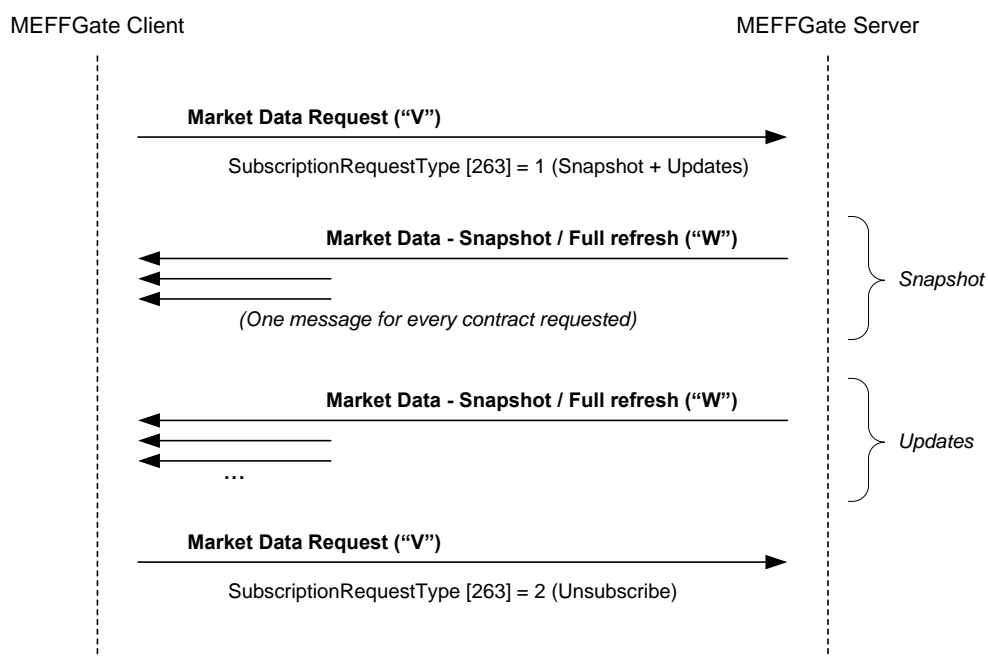 MEFFGate Client
MEFFGate Server
Market Data Request (“V”)
SubscriptionRequestType [263] = 1 (Snapshot + Updates)
Market Data - Snapshot / Full refresh (“W”)
Snapshot
(One message for every contract requested)
Market Data - Snapshot / Full refresh (“W”)
Updates
...
Market Data Request (“V”)
SubscriptionRequestType [263] = 2 (Unsubscribe)